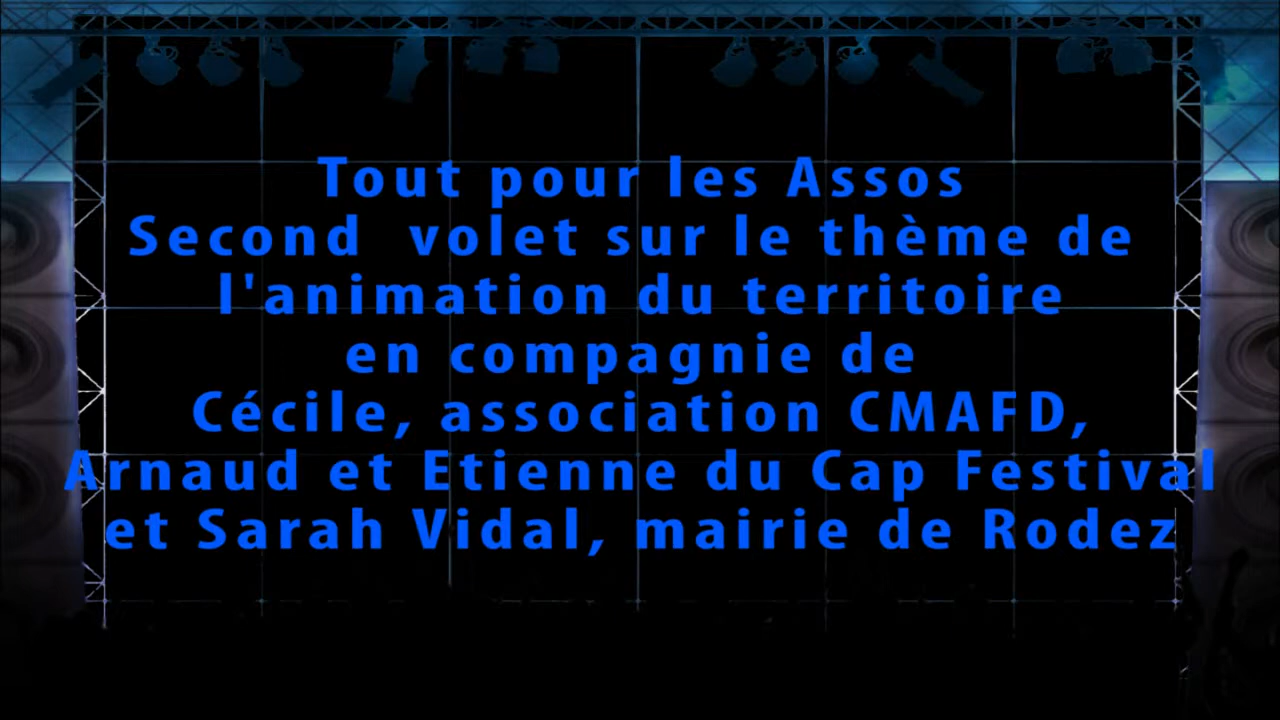 Tout pour les Assos
Second  volet sur le thème de
l'animation du territoire
en compagnie de
Cécile, association CMAFD,
Arnaud et Etienne du Cap Festival
et Sarah Vidal, mairie de Rodez